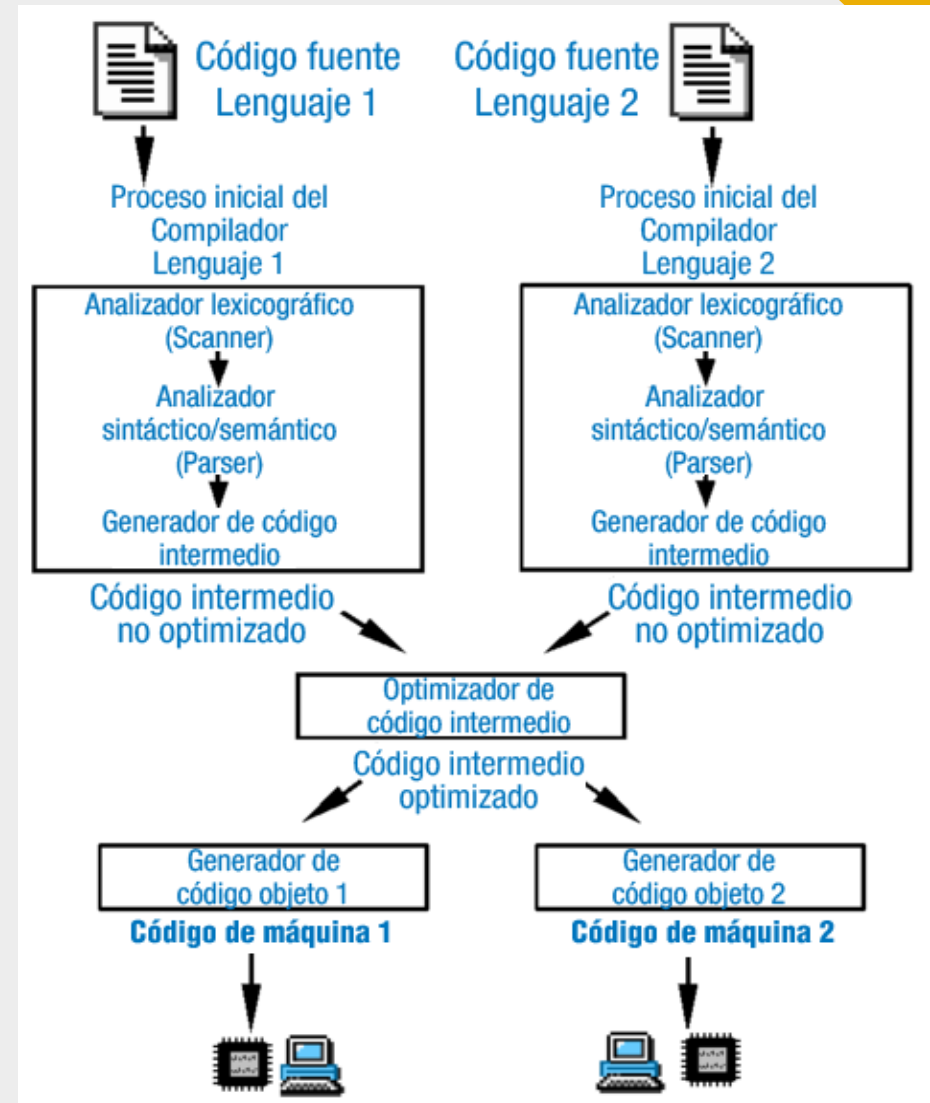 Código fuente
Lenguaje 1
Código fuente
Lenguaje 2
Proceso inicial del
Compilador
Lenguaje 1
Proceso inicial del
Compilador
Lenguaje 2
Analizador lexicográfico
(Scanner)
Analizador
sintáctico/semántico
(Parser)
Generador de código
intermedio
Analizador lexicográfico
(Scanner)
Analizador
sintáctico/semántico
(Parser)
Generador de código
intermedio
Código intermedio
no optimizado
Código intermedio
no optimizado
Optimizador de
código intermedio
Código intermedio
optimizado
Generador de
código objeto 1
Código de máquina 1
Generador de
código objeto 2
Código de máquina 2